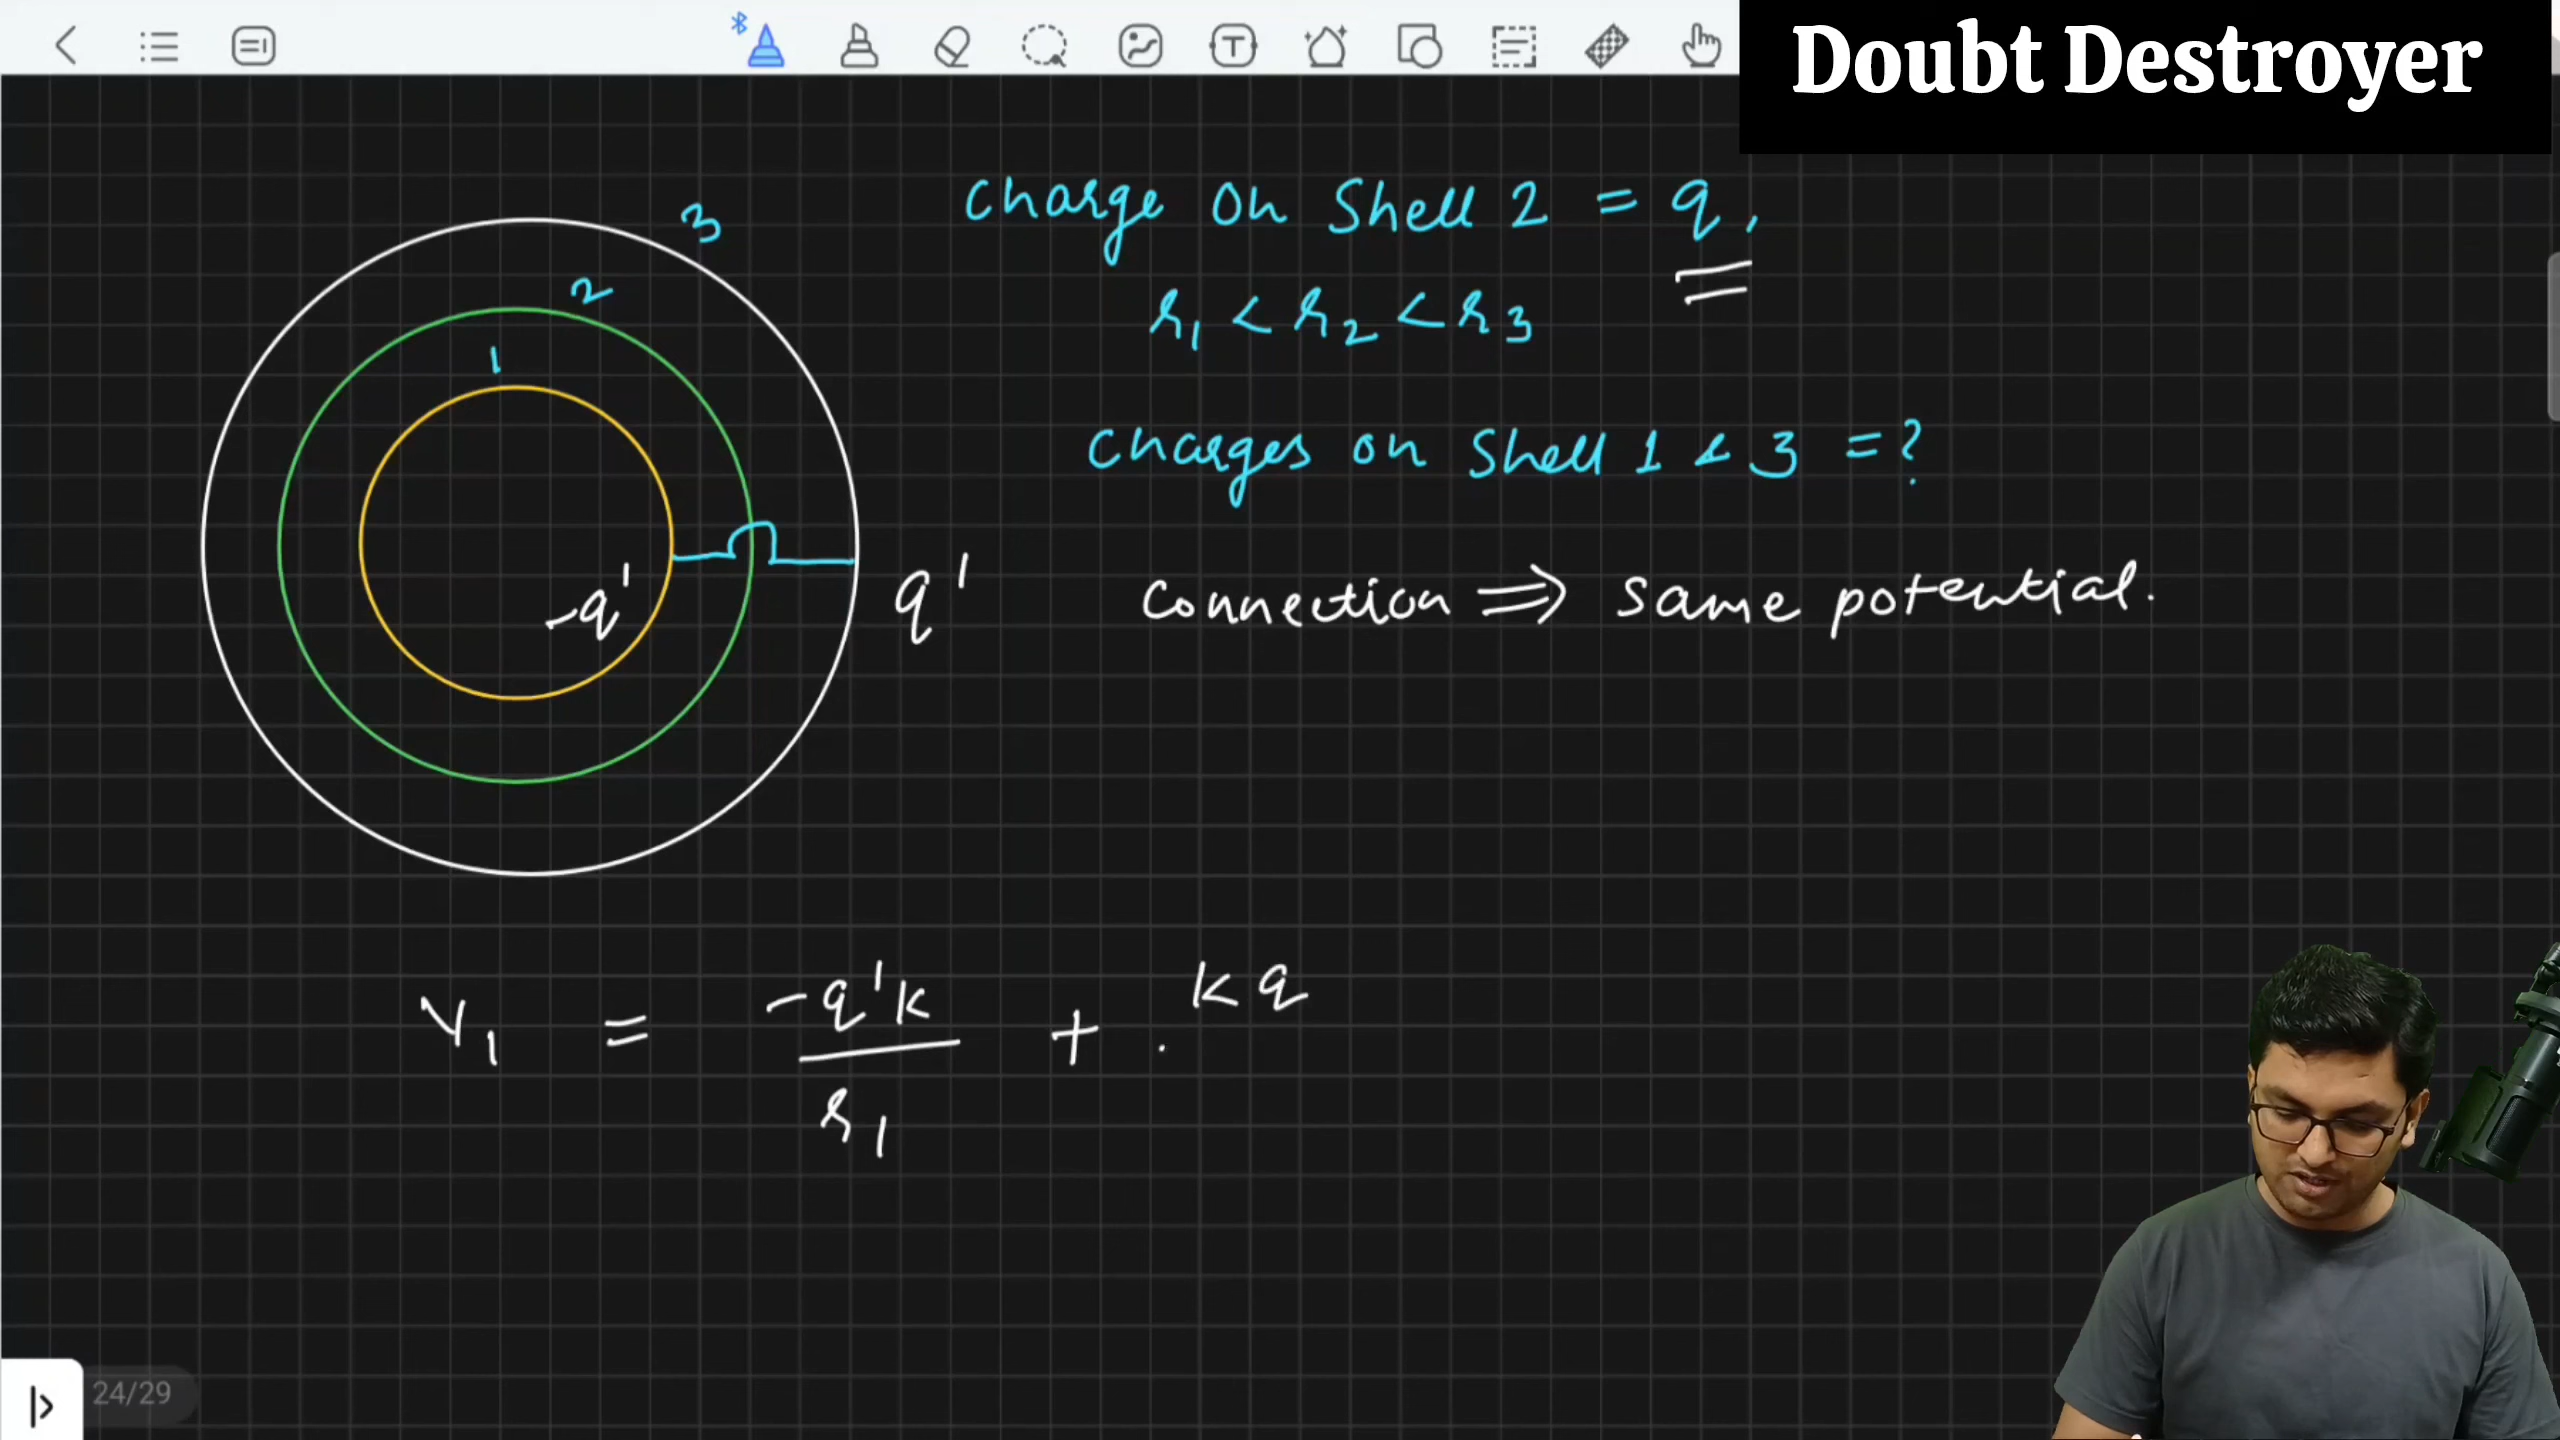 Doubt Destroyer
3
2
1
Charge on Shell 2 = q,
r₁ < r₂ < r₃
Charges on Shell 1 & 3 = ?
-q'
q'
Connection ⇒ same potential.
V₁ = -q'k/r₁ + kq
24/29